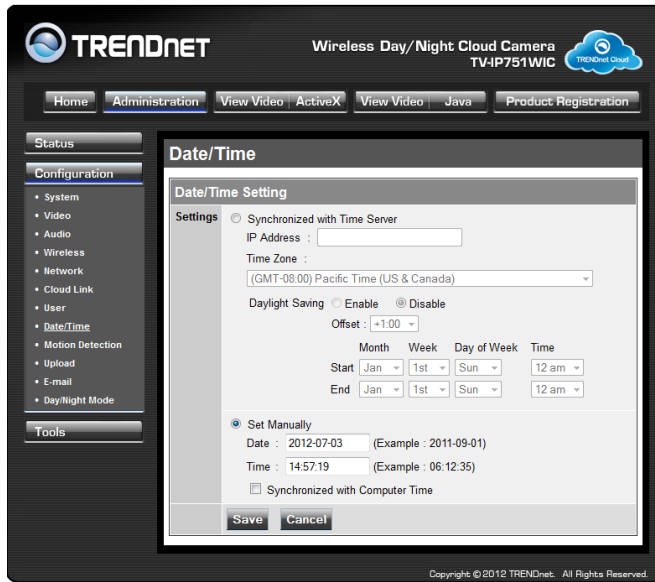 TRENDNET
Wireless Day/Night Cloud Camera
TV-IP751WIC
TRENDnet Cloud
Home Administration View Video ActiveX View Video Java Product Registration
Status
Configuration
• System
• Video
• Audio
• Wireless
• Network
• Cloud Link
• User
• Date/Time
• Motion Detection
• Upload
• E-mail
• Day/Night Mode
Tools
Date/Time
Date/Time Setting
Settings
Synchronized with Time Server
IP Address :
Time Zone :
(GMT-08:00) Pacific Time (US & Canada)
Daylight Saving Enable Disable
Offset : +1:00
Month Week Day of Week Time
Start Jan 1st Sun 12 am
End Jan 1st Sun 12 am
Set Manually
Date : 2012-07-03 (Example : 2011-09-01)
Time : 14:57:19 (Example : 06:12:35)
Synchronized with Computer Time
Save Cancel
Copyright © 2012 TRENDnet. All Rights Reserved.